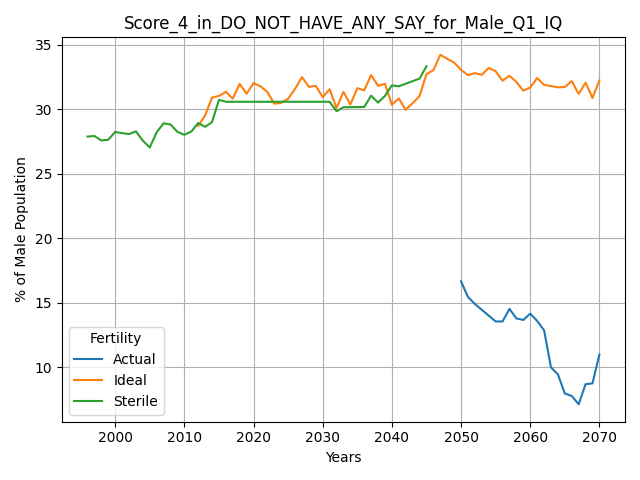 Score_4_in_DO_NOT_HAVE_ANY_SAY_for_Male_Q1_IQ
35
30
25
20
15
10
% of Male Population
Fertility
Actual
Ideal
Sterile
2000 2010 2020 2030 2040 2050 2060 2070
Years